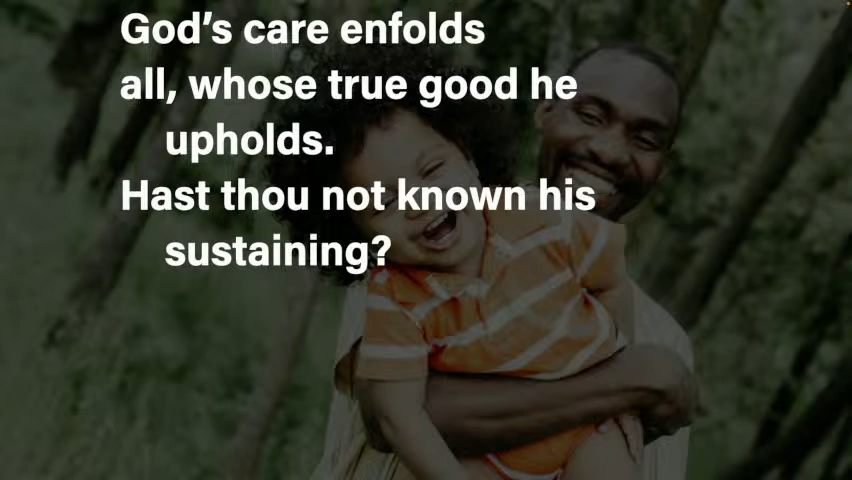 God’s care enfolds
all, whose true good he
upholds.
Hast thou not known his
sustaining?